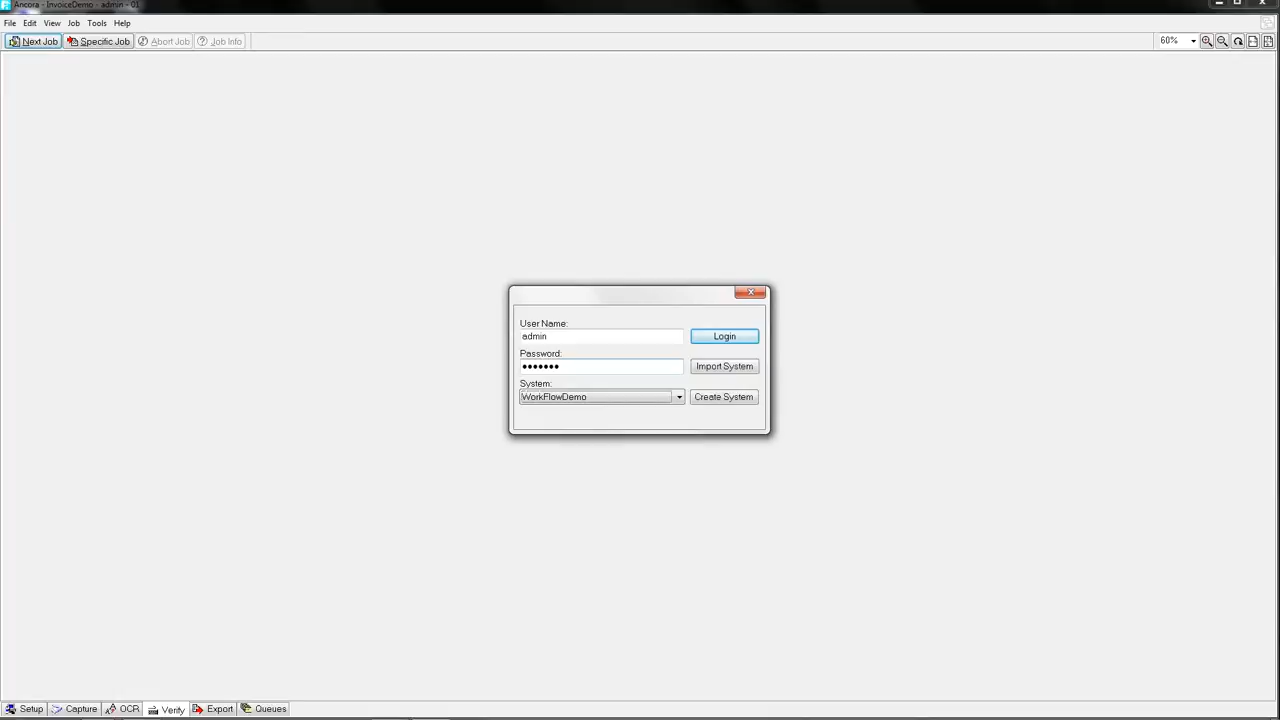 Ancora - InvoiceDemo - admin - 01
File Edit View Job Tools Help
Next Job Specific Job Abort Job Job Info 60%
User Name:
admin Login
Password:
••••••• Import System
System:
WorkFlowDemo Create System
Setup Capture OCR Verify Export Queues